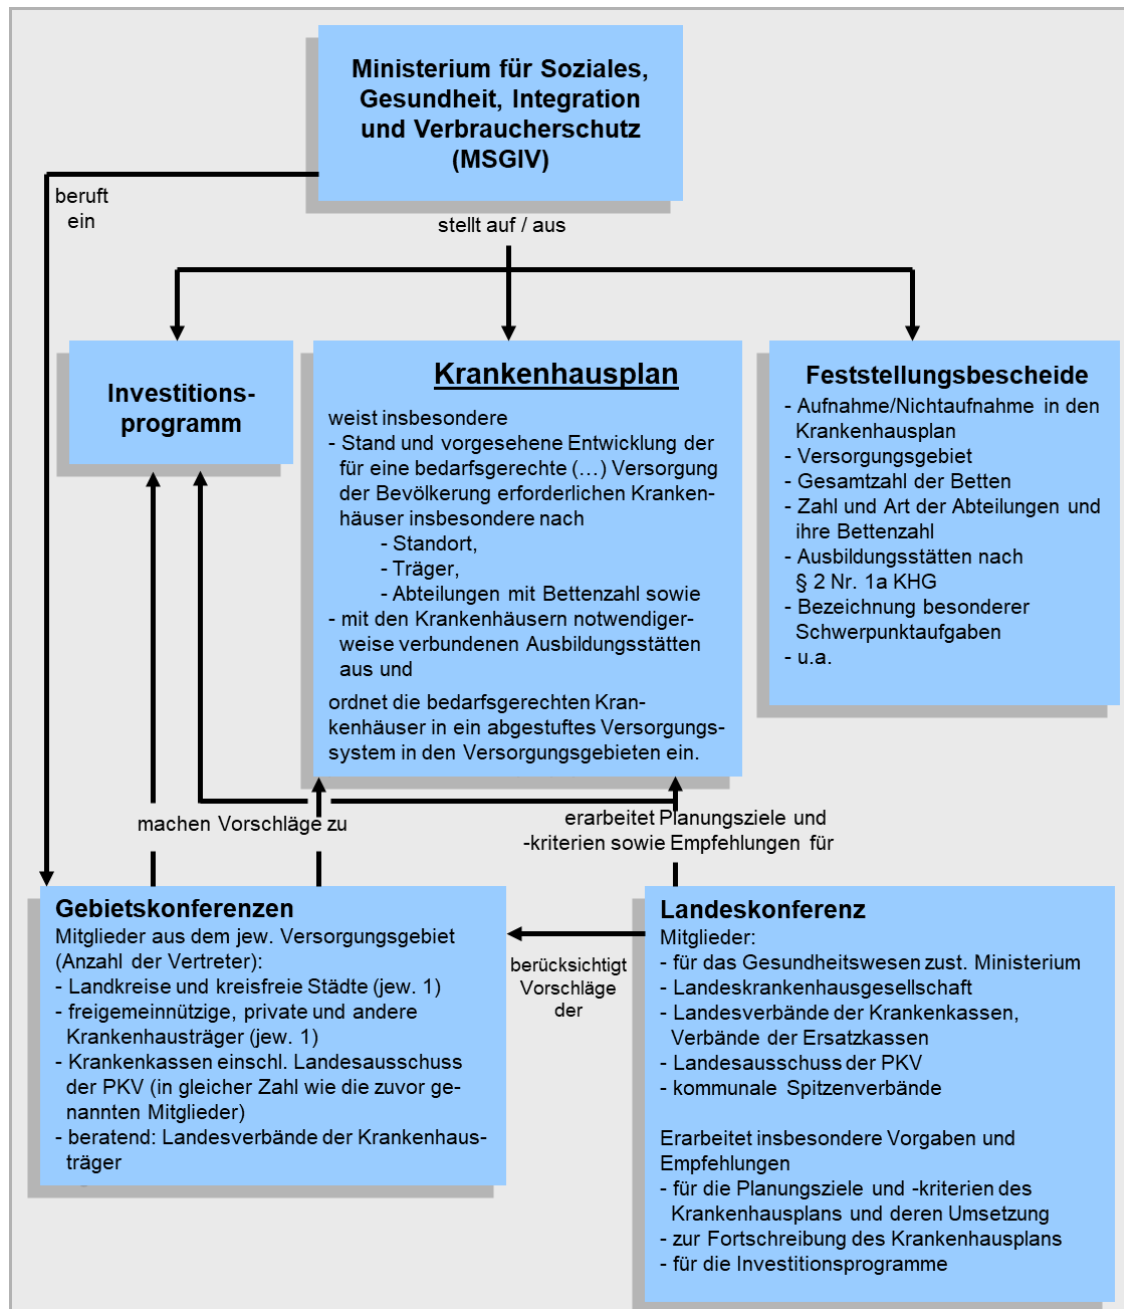 Ministerium für Soziales,
Gesundheit, Integration
und Verbraucherschutz
(MSGIV)
beruft
ein
stellt auf / aus
Investitions-
programm
Krankenhausplan
weist insbesondere
- Stand und vorgesehene Entwicklung der
für eine bedarfsgerechte (…) Versorgung
der Bevölkerung erforderlichen Kranken-
häuser insbesondere nach
- Standort,
- Träger,
- Abteilungen mit Bettenzahl sowie
- mit den Krankenhäusern notwendiger-
weise verbundenen Ausbildungsstätten
aus und
ordnet die bedarfsgerechten Kran-
kenhäuser in ein abgestuftes Versorgungs-
system in den Versorgungsgebieten ein.
Feststellungsbescheide
- Aufnahme/Nichtaufnahme in den
Krankenhausplan
- Versorgungsgebiet
- Gesamtzahl der Betten
- Zahl und Art der Abteilungen und
ihre Bettenzahl
- Ausbildungsstätten nach
§ 2 Nr. 1a KHG
- Bezeichnung besonderer
Schwerpunktaufgaben
- u.a.
machen Vorschläge zu
erarbeitet Planungsziele und
-kriterien sowie Empfehlungen für
Gebietskonferenzen
Mitglieder aus dem jew. Versorgungsgebiet
(Anzahl der Vertreter):
- Landkreise und kreisfreie Städte (jew. 1)
- freigemeinnützige, private und andere
Krankenhausträger (jew. 1)
- Krankenkassen einschl. Landesausschuss
der PKV (in gleicher Zahl wie die zuvor ge-
nannten Mitglieder)
- beratend: Landesverbände der Krankenhaus-
träger
berücksichtigt
Vorschläge
der
Landeskonferenz
Mitglieder:
- für das Gesundheitswesen zust. Ministerium
- Landeskrankenhausgesellschaft
- Landesverbände der Krankenkassen,
Verbände der Ersatzkassen
- Landesausschuss der PKV
- kommunale Spitzenverbände
Erarbeitet insbesondere Vorgaben und
Empfehlungen
- für die Planungsziele und -kriterien des
Krankenhausplans und deren Umsetzung
- zur Fortschreibung des Krankenhausplans
- für die Investitionsprogramme